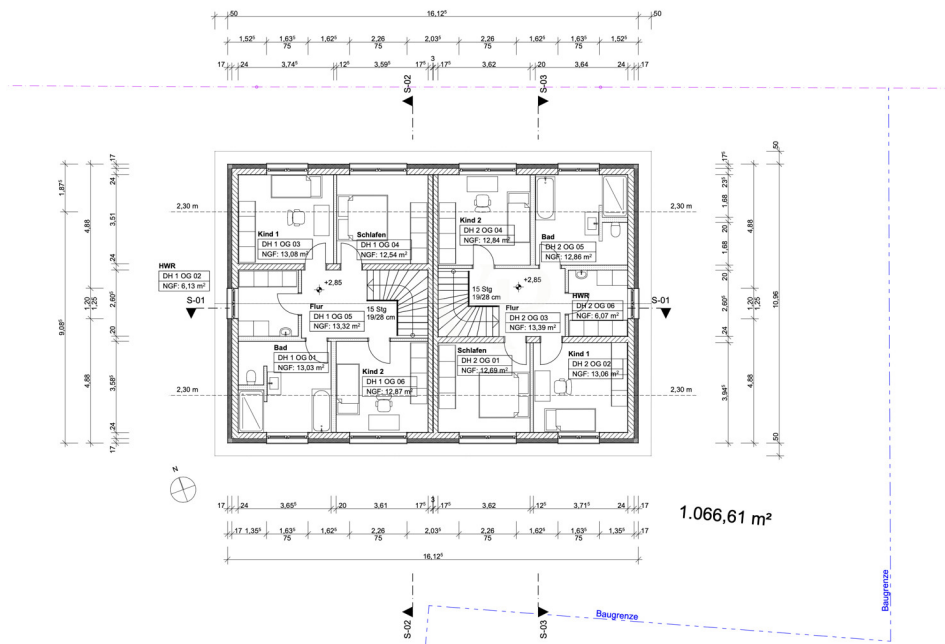 50 16,12⁵ 50
1,52⁵ 1,63⁵ 1,62⁵ 2,26 2,03⁵ 2,26 1,62⁵ 1,63⁵ 1,52⁵
75 75 75 75
3
17 24 3,74⁵ 12⁵ 3,59⁵ 17⁵ 17⁵ 3,62 20 3,64 24 17
S-02
S-03
17
24
1,87⁵
3,51
4,88
20
2,60⁵
1,20
1,25
9,08⁵
20
3,58⁵
4,88
24
17
2,30 m
2,30 m
Kind 1
DH 1 OG 03
NGF: 13,08 m²
Schlafen
DH 1 OG 04
NGF: 12,54 m²
Kind 2
DH 2 OG 04
NGF: 12,84 m²
Bad
DH 2 OG 05
NGF: 12,86 m²
HWR
DH 1 OG 02
NGF: 6,13 m²
+2,85
+2,85
15 Stg
19/28 cm
15 Stg
19/28 cm
HWR
DH 2 OG 06
NGF: 6,07 m²
S-01
S-01
Flur
DH 1 OG 05
NGF: 13,32 m²
Flur
DH 2 OG 03
NGF: 13,39 m²
Bad
DH 1 OG 01
NGF: 13,03 m²
Kind 2
DH 1 OG 06
NGF: 12,87 m²
Schlafen
DH 2 OG 01
NGF: 12,69 m²
Kind 1
DH 2 OG 02
NGF: 13,06 m²
2,30 m
2,30 m
17
23⁵
1,68
4,88
20
1,68
20
2,60⁵
1,20
1,25
24
3,94⁵
4,88
24
17
50
10,96
50
N
3
17 24 3,65⁵ 20 3,61 17⁵ 17⁵ 3,62 12⁵ 3,71⁵ 24 17
17 1,35⁵ 1,63⁵ 1,62⁵ 2,26 2,03⁵ 2,26 1,62⁵ 1,63⁵ 1,35⁵ 17
75 75 75 75
16,12⁵
1.066,61 m²
S-02
S-03
Baugrenze
Baugrenze